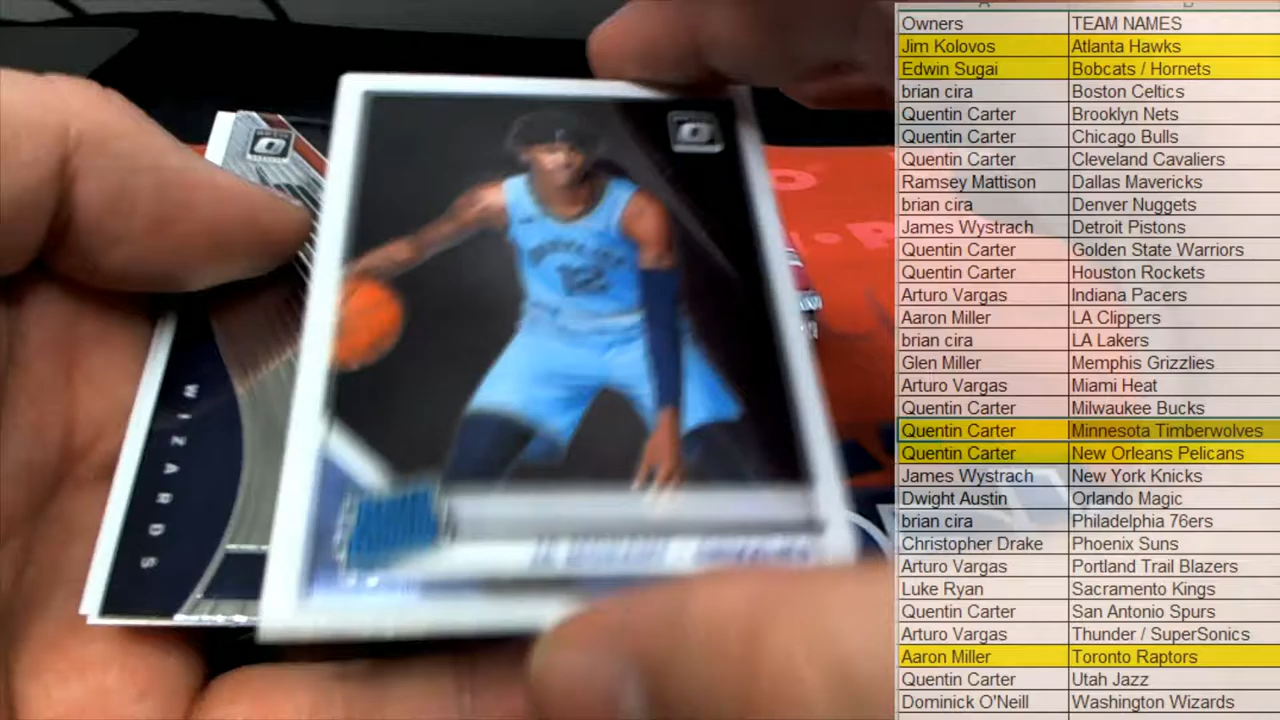 Owners TEAM NAMES
Jim Kolovos Atlanta Hawks
Edwin Sugai Bobcats / Hornets
brian cira Boston Celtics
Quentin Carter Brooklyn Nets
Quentin Carter Chicago Bulls
Quentin Carter Cleveland Cavaliers
Ramsey Mattison Dallas Mavericks
brian cira Denver Nuggets
James Wystrach Detroit Pistons
Quentin Carter Golden State Warriors
Quentin Carter Houston Rockets
Arturo Vargas Indiana Pacers
Aaron Miller LA Clippers
brian cira LA Lakers
Glen Miller Memphis Grizzlies
Arturo Vargas Miami Heat
Quentin Carter Milwaukee Bucks
Quentin Carter Minnesota Timberwolves
Quentin Carter New Orleans Pelicans
James Wystrach New York Knicks
Dwight Austin Orlando Magic
brian cira Philadelphia 76ers
Christopher Drake Phoenix Suns
Arturo Vargas Portland Trail Blazers
Luke Ryan Sacramento Kings
Quentin Carter San Antonio Spurs
Arturo Vargas Thunder / SuperSonics
Aaron Miller Toronto Raptors
Quentin Carter Utah Jazz
Dominick O'Neill Washington Wizards
WIZARDS
12